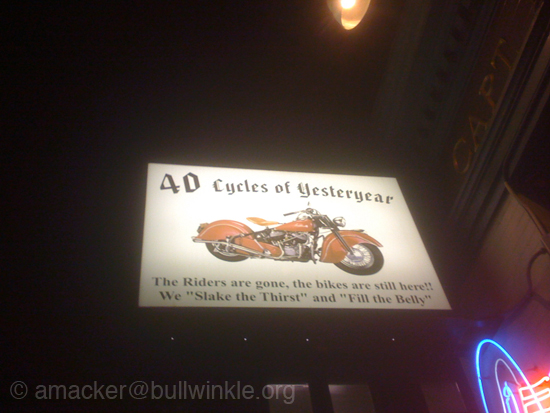 CAPT
40 Cycles of Yesteryear
The Riders are gone, the bikes are still here!!
We "Slake the Thirst" and "Fill the Belly"
© amacker@bullwinkle.org